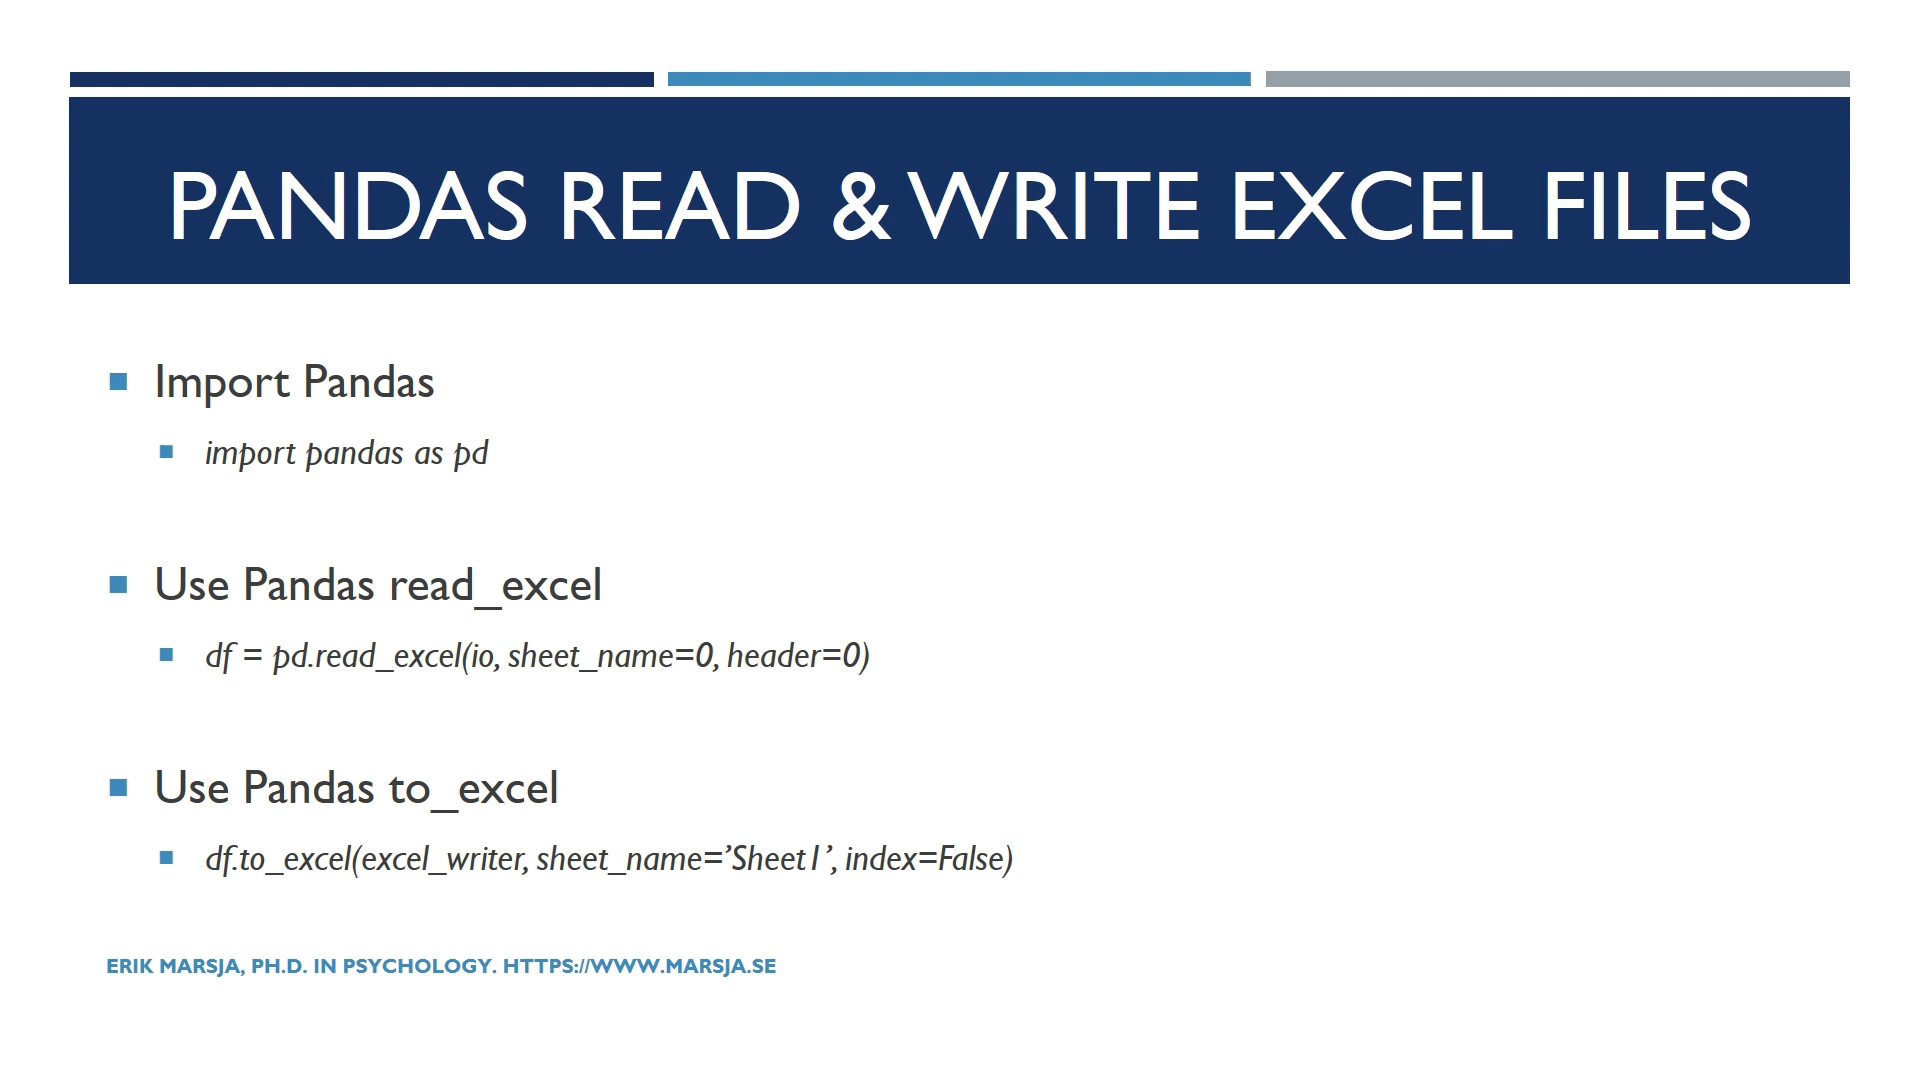 PANDAS READ & WRITE EXCEL FILES
Import Pandas
import pandas as pd
Use Pandas read_excel
df = pd.read_excel(io, sheet_name=0, header=0)
Use Pandas to_excel
df.to_excel(excel_writer, sheet_name=’Sheet1’, index=False)
ERIK MARSJA, PH.D. IN PSYCHOLOGY. HTTPS://WWW.MARSJA.SE